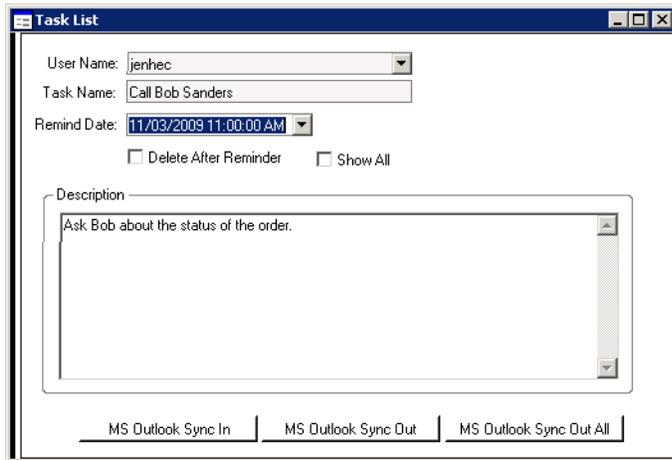 Task List
User Name: jenhec
Task Name: Call Bob Sanders
Remind Date: 11/03/2009 11:00:00 AM
Delete After Reminder Show All
Description
Ask Bob about the status of the order.
MS Outlook Sync In MS Outlook Sync Out MS Outlook Sync Out All